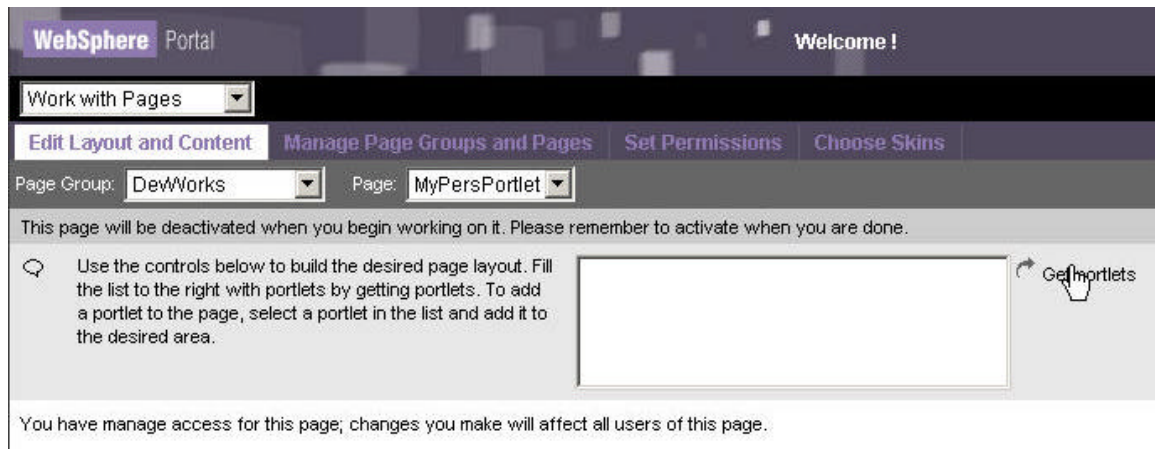 WebSphere Portal Welcome !
Work with Pages
Edit Layout and Content Manage Page Groups and Pages Set Permissions Choose Skins
Page Group: DevWorks Page: MyPersPortlet
This page will be deactivated when you begin working on it. Please remember to activate when you are done.
Use the controls below to build the desired page layout. Fill
the list to the right with portlets by getting portlets. To add
a portlet to the page, select a portlet in the list and add it to
the desired area.
Get portlets
You have manage access for this page; changes you make will affect all users of this page.